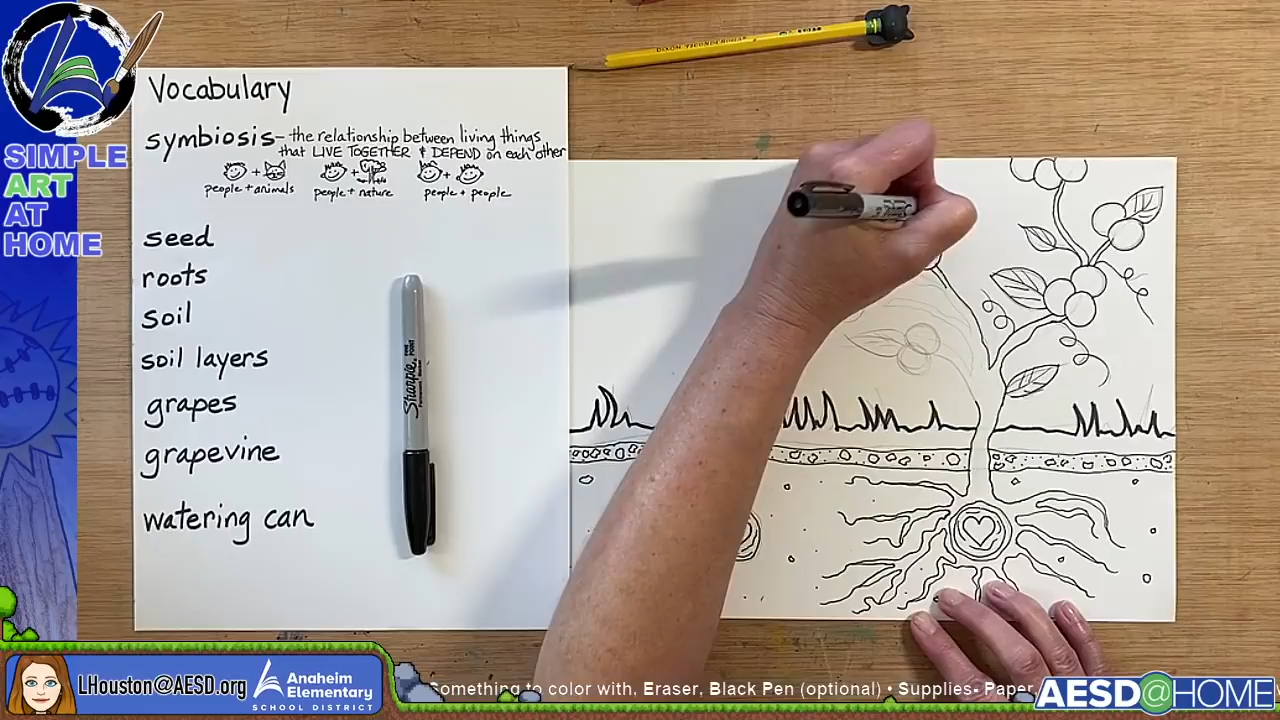 Vocabulary
symbiosis - the relationship between living things
that LIVE TOGETHER & DEPEND on each other
people + animals
people + nature
people + people
seed
roots
soil
soil layers
grapes
grapevine
watering can
Sharpie
DIXON TICONDEROGA
SIMPLE
ART
AT
HOME
LHouston@AESD.org
Anaheim
Elementary
SCHOOL DISTRICT
Something to color with, Eraser, Black Pen (optional) • Supplies- Paper
AESD@HOME